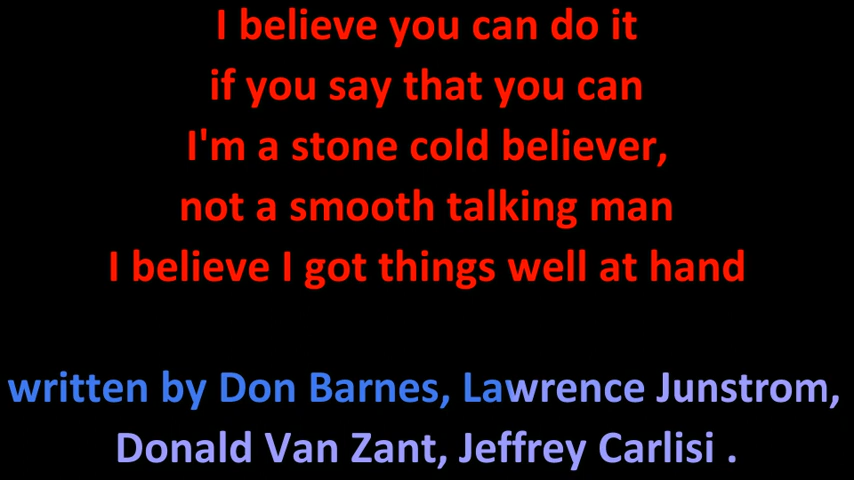 I believe you can do it
if you say that you can
I'm a stone cold believer,
not a smooth talking man
I believe I got things well at hand
written by Don Barnes, Lawrence Junstrom,
Donald Van Zant, Jeffrey Carlisi .